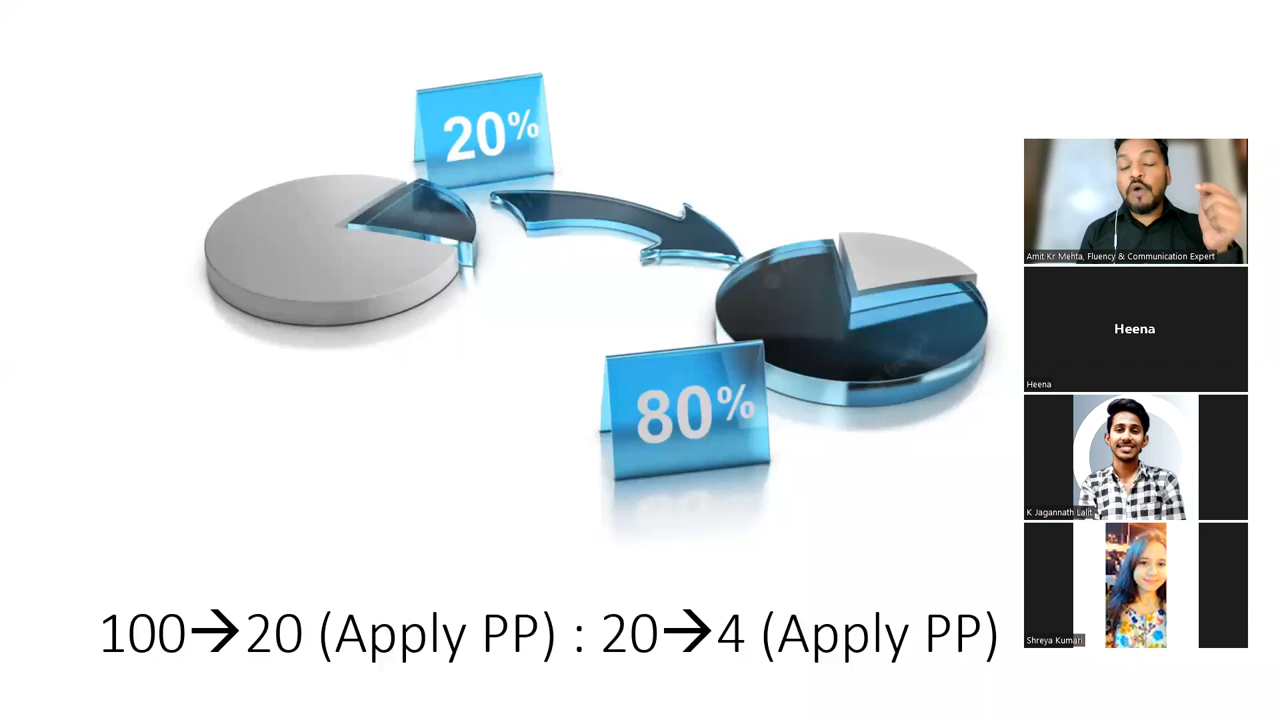 20%
80%
100→20 (Apply PP) : 20→4 (Apply PP)
Amit Kr Mehta, Fluency & Communication Expert
Heena
Heena
K Jagannath Lalit
Shreya Kumari